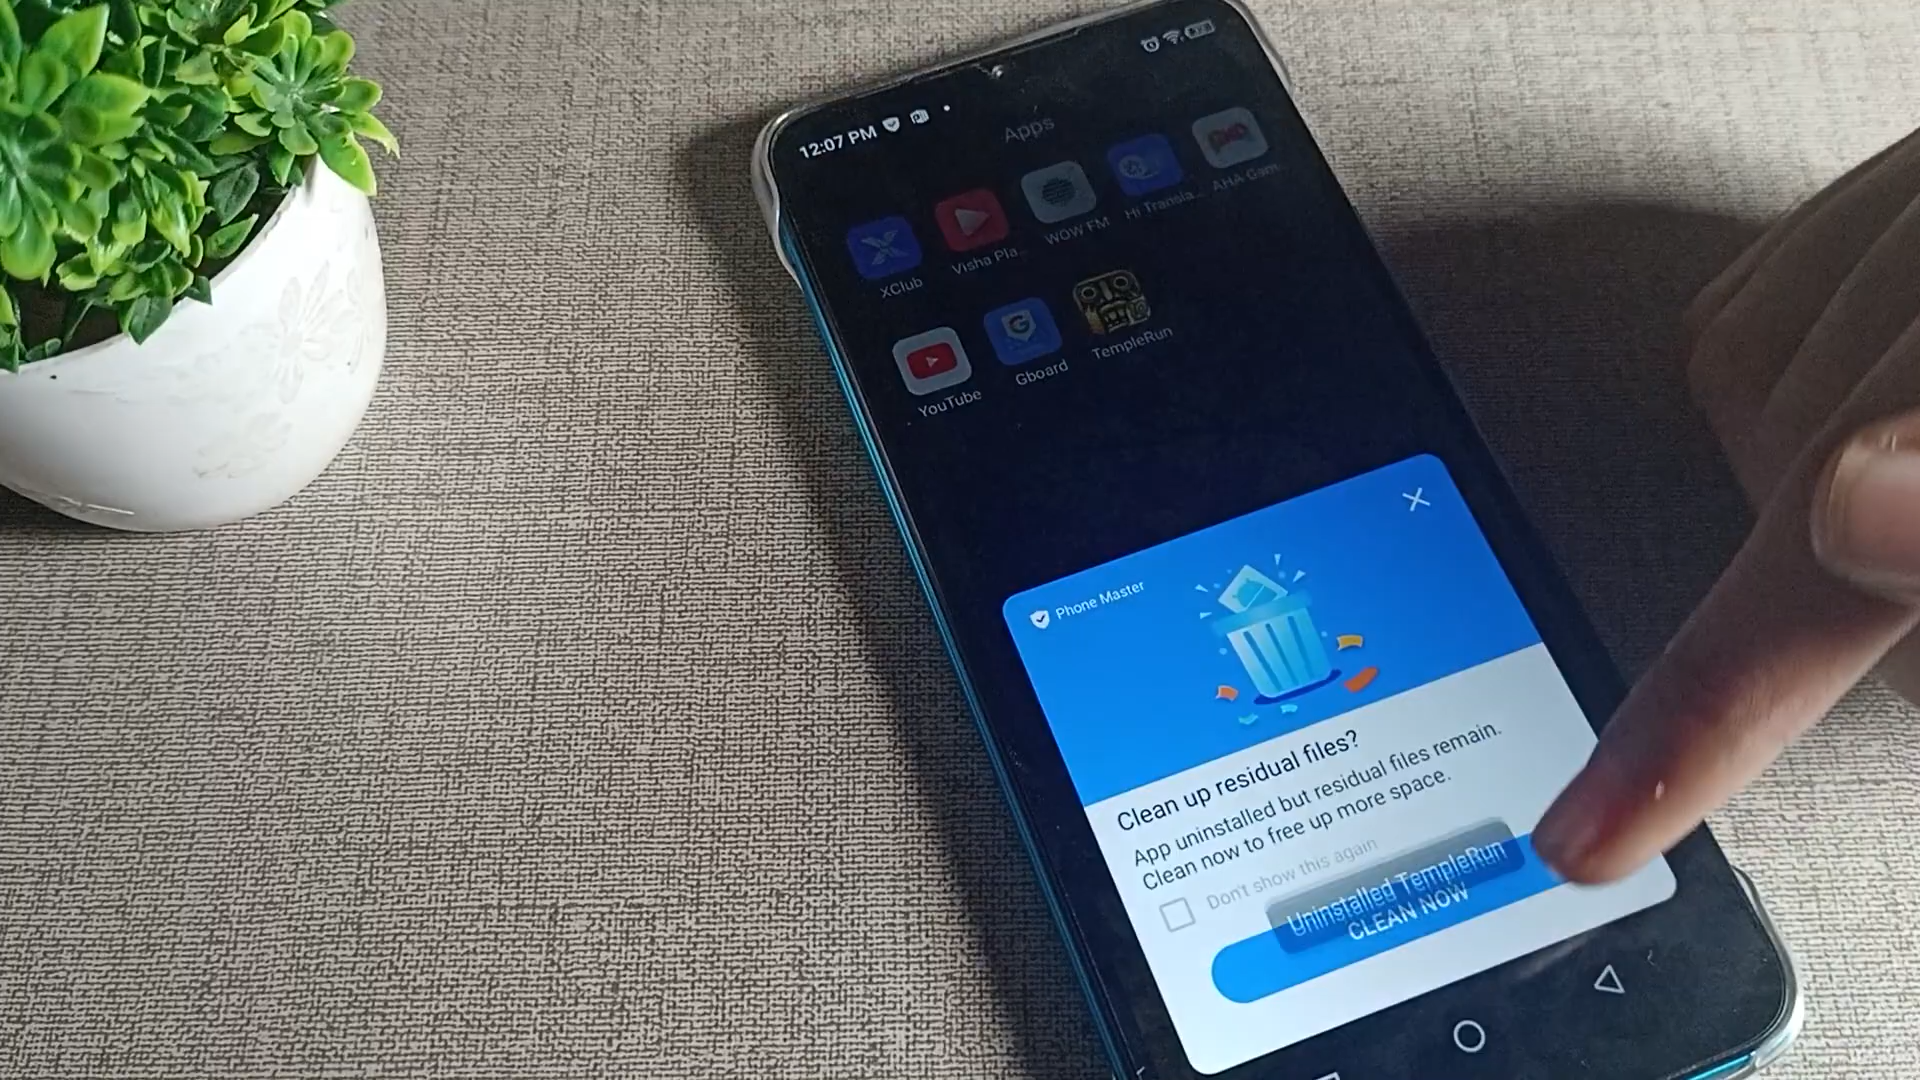 12:07 PM
Apps
XClub
Visha Pla...
WOW FM
Hi Transla...
AHA Gam...
YouTube
Gboard
TempleRun
Phone Master
Clean up residual files?
App uninstalled but residual files remain.
Clean now to free up more space.
Don't show this again
Uninstalled TempleRun
CLEAN NOW